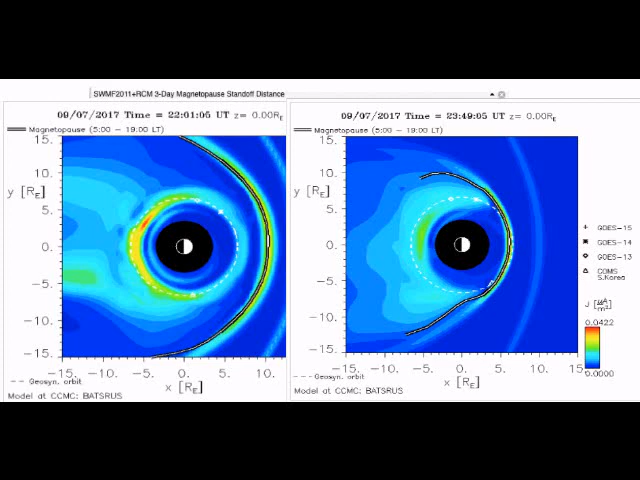 SWMF2011+RCM 3-Day Magnetopause Standoff Distance
09/07/2017 Time = 22:01:05 UT z= 0.00RE
Magnetopause (5:00 - 19:00 LT)
15.
10.
y [RE]
5.
0.
-5.
-10.
-15.
-15. -10. -5. 0. 5. 10.
x [RE]
Geosyn. orbit
Model at CCMC: BATSRUS
09/07/2017 Time = 23:49:05 UT z= 0.00RE
Magnetopause (5:00 - 19:00 LT)
15.
10.
y [RE]
5.
0.
-5.
-10.
-15.
-15. -10. -5. 0. 5. 10. 15
x [RE]
Geosyn. orbit
Model at CCMC: BATSRUS
GOES-15
GOES-14
GOES-13
COMS
S.Korea
J [μA/m²]
0.0422
0.0000